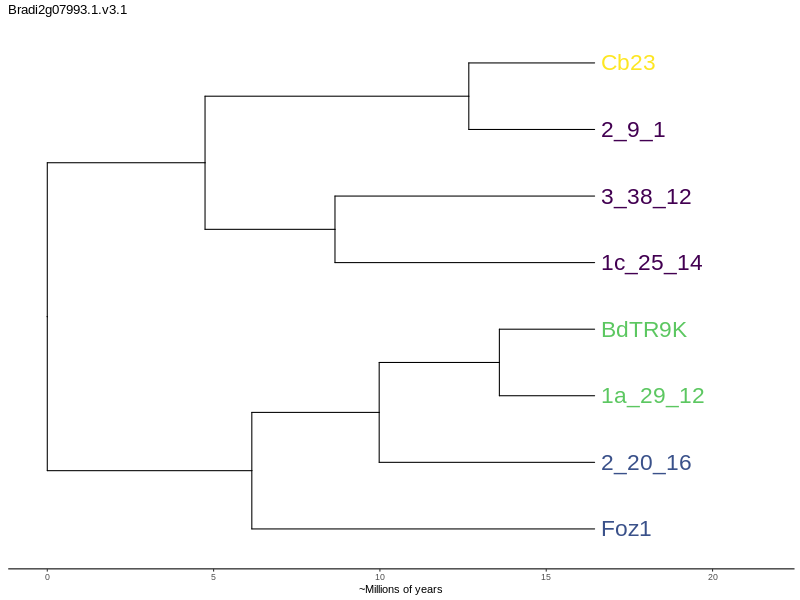 Bradi2g07993.1.v3.1
Cb23
2_9_1
3_38_12
1c_25_14
BdTR9K
1a_29_12
2_20_16
Foz1
0 5 10 15 20
~Millions of years